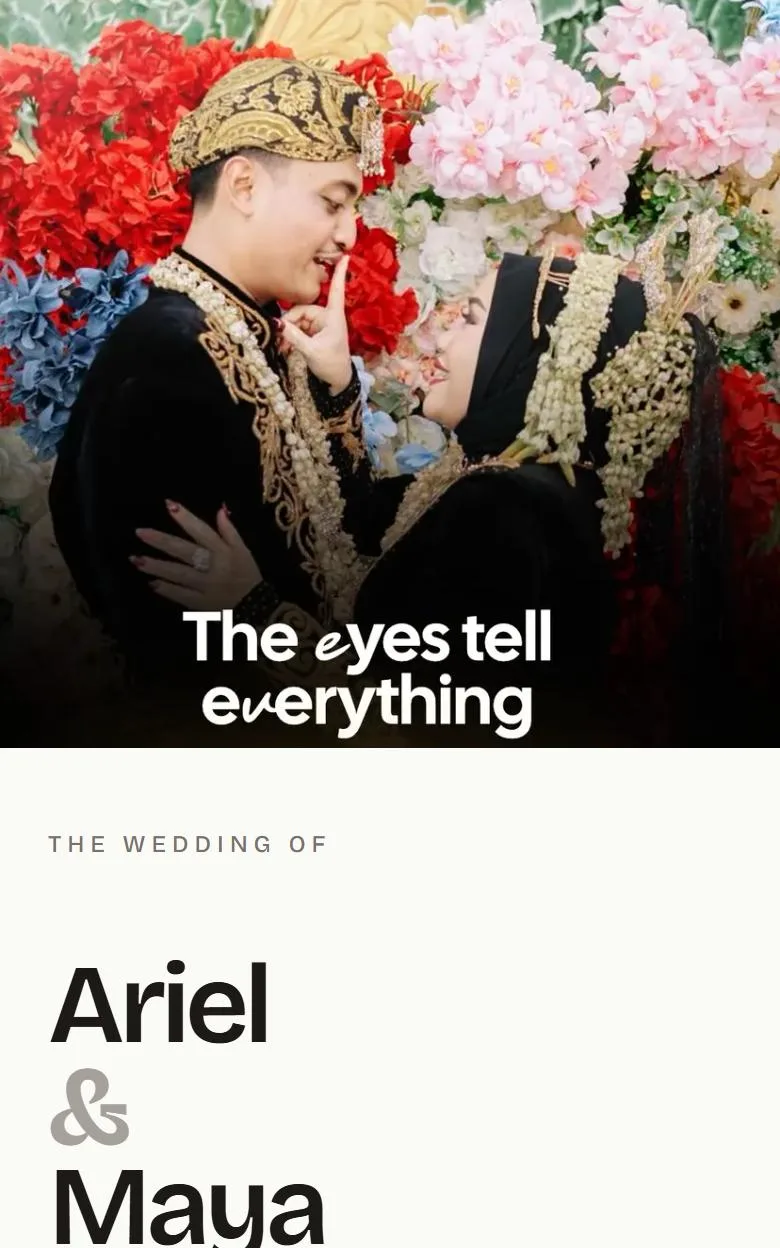 The eyes tell
everything
THE WEDDING OF
Ariel
&
Maya